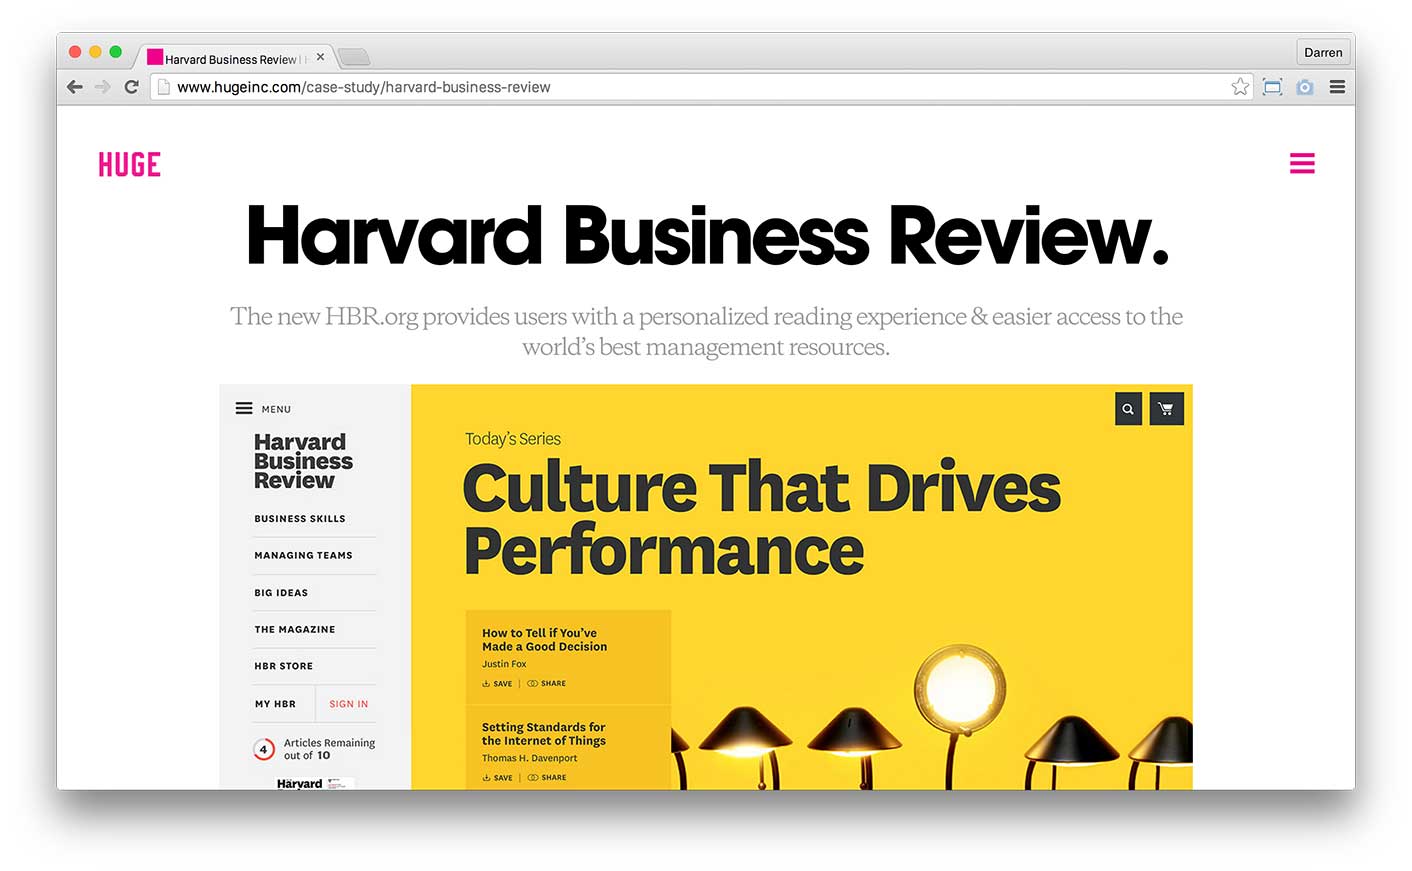 Harvard Business Review
Darren
www.hugeinc.com/case-study/harvard-business-review
HUGE
Harvard Business Review.
The new HBR.org provides users with a personalized reading experience & easier access to the
world's best management resources.
MENU
Harvard
Business
Review
BUSINESS SKILLS
MANAGING TEAMS
BIG IDEAS
THE MAGAZINE
HBR STORE
MY HBR SIGN IN
4 Articles Remaining
out of 10
Harvard
Today's Series
Culture That Drives
Performance
How to Tell if You've
Made a Good Decision
Justin Fox
SAVE | SHARE
Setting Standards for
the Internet of Things
Thomas H. Davenport
SAVE | SHARE